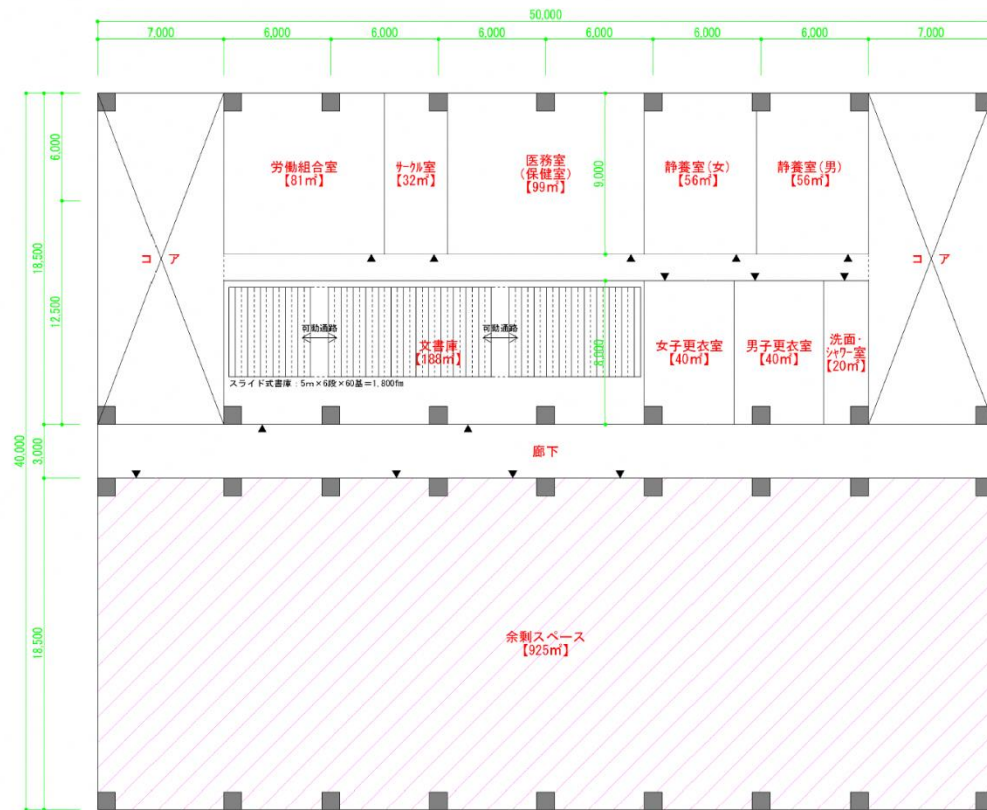 50,000
7,000
6,000
6,000
6,000
6,000
6,000
6,000
7,000
40,000
18,500
3,000
18,500
6,000
12,500
労働組合室
【81㎡】
サークル室
【32㎡】
医務室
(保健室)
【99㎡】
9,000
静養室(女)
【56㎡】
静養室(男)
【56㎡】
コ ア
コ ア
可動通路
可動通路
文書庫
【188㎡】
スライド式書庫：5m×6段×60基＝1,800fm
8,000
女子更衣室
【40㎡】
男子更衣室
【40㎡】
洗面・
シャワー室
【20㎡】
廊下
余剰スペース
【925㎡】